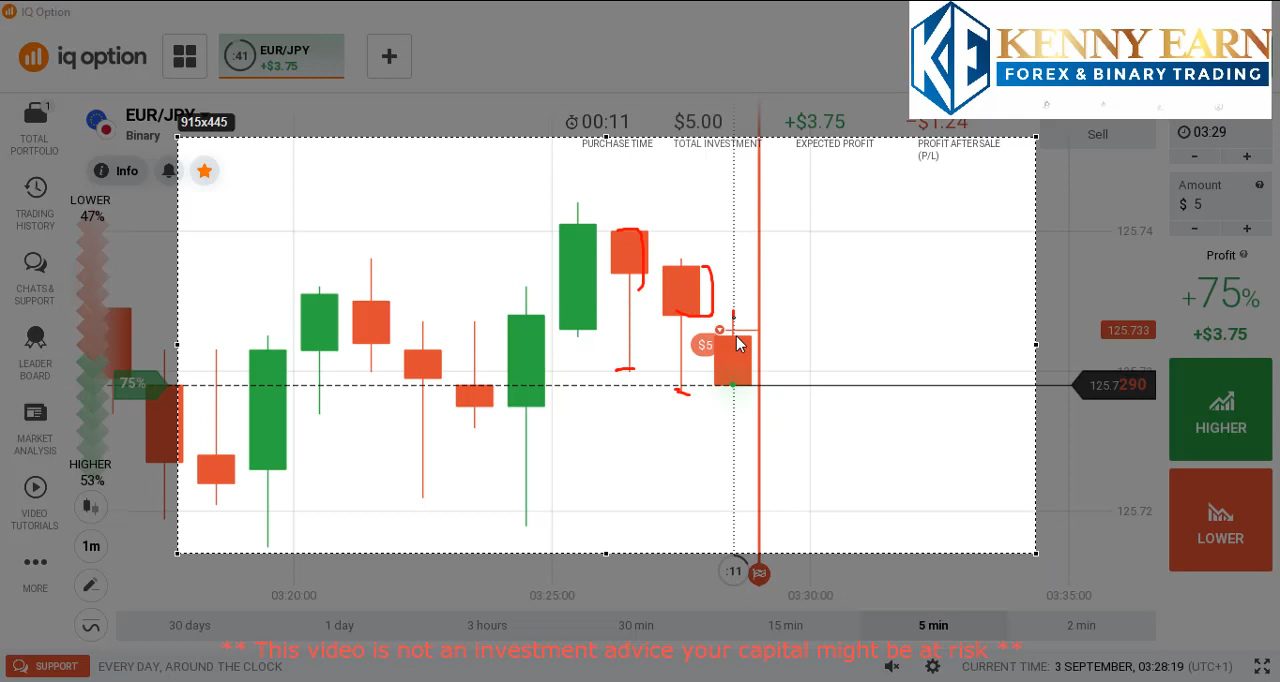 IQ Option
iq option
:41
EUR/JPY
+$3.75
KENNY EARN
FOREX & BINARY TRADING
1
TOTAL
PORTFOLIO
TRADING
HISTORY
CHATS &
SUPPORT
LEADER
BOARD
MARKET
ANALYSIS
VIDEO
TUTORIALS
MORE
EUR/JPY
Binary
915x445
Info
LOWER
47%
HIGHER
53%
1m
00:11
PURCHASE TIME
$5.00
TOTAL INVESTMENT
+$3.75
EXPECTED PROFIT
-$1.24
PROFIT AFTER SALE
(P/L)
Sell
75%
$5
125.74
125.733
125.7290
125.72
:11
03:20:00
03:25:00
03:30:00
03:35:00
30 days
1 day
3 hours
30 min
15 min
5 min
2 min
03:29
-
+
Amount
$ 5
-
+
Profit
+75%
+$3.75
HIGHER
LOWER
** This video is not an investment advice your capital might be at risk **
SUPPORT
EVERY DAY, AROUND THE CLOCK
CURRENT TIME: 3 SEPTEMBER, 03:28:19 (UTC+1)